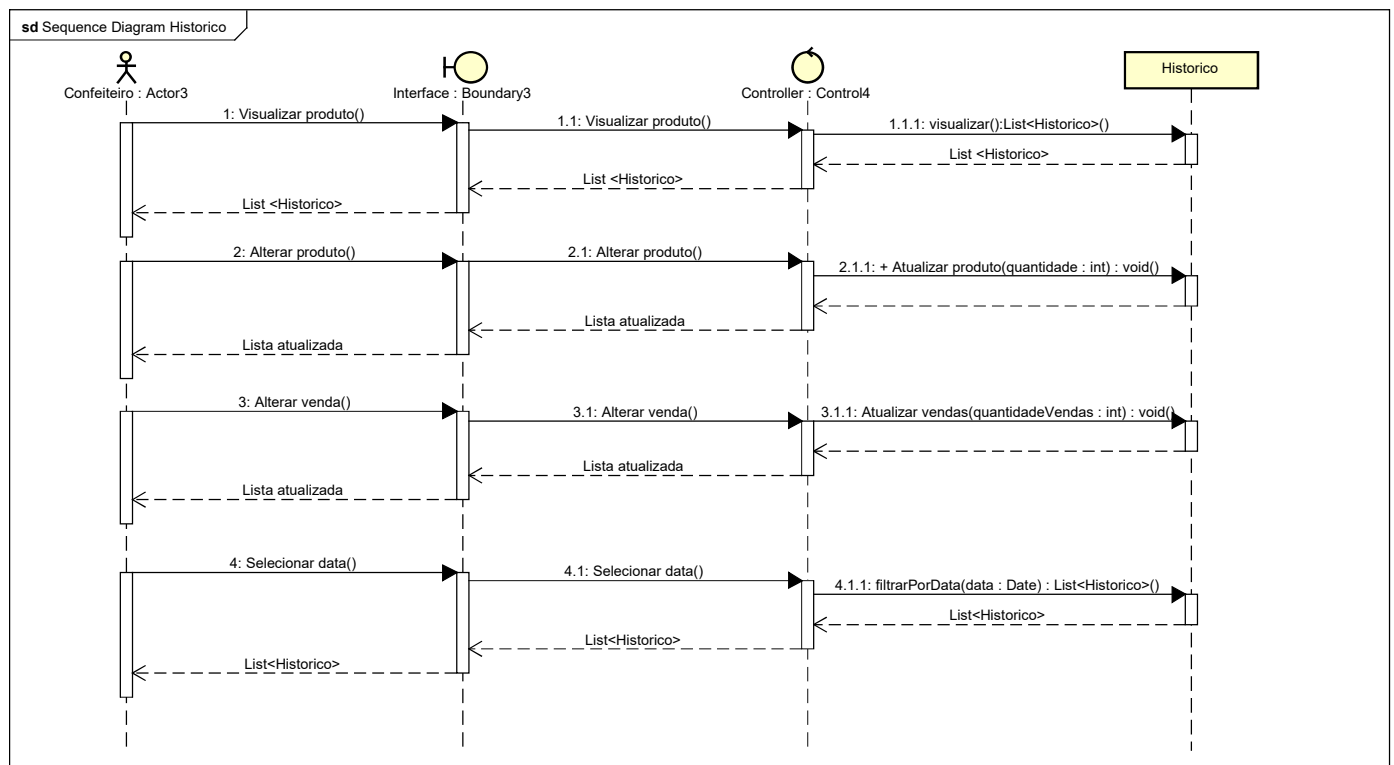 sd Sequence Diagram Historico
Confeiteiro : Actor3
Interface : Boundary3
Controller : Control4
Historico
1: Visualizar produto()
1.1: Visualizar produto()
1.1.1: visualizar():List<Historico>()
List <Historico>
List <Historico>
List <Historico>
2: Alterar produto()
2.1: Alterar produto()
2.1.1: + Atualizar produto(quantidade : int) : void()
Lista atualizada
Lista atualizada
3: Alterar venda()
3.1: Alterar venda()
3.1.1: Atualizar vendas(quantidadeVendas : int) : void()
Lista atualizada
Lista atualizada
4: Selecionar data()
4.1: Selecionar data()
4.1.1: filtrarPorData(data : Date) : List<Historico>()
List<Historico>
List<Historico>
List<Historico>